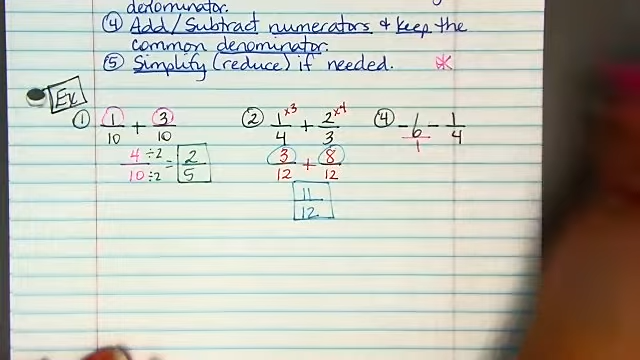 denominator.
④ Add/Subtract numerators & keep the
common denominator.
⑤ Simplify (reduce) if needed. *
Ex
① 1/10 + 3/10
4/10 ÷2/÷2 = 2/5
② 1/4 ×3 + 2/3 ×4
3/12 + 8/12
11/12
④ -6/1 - 1/4